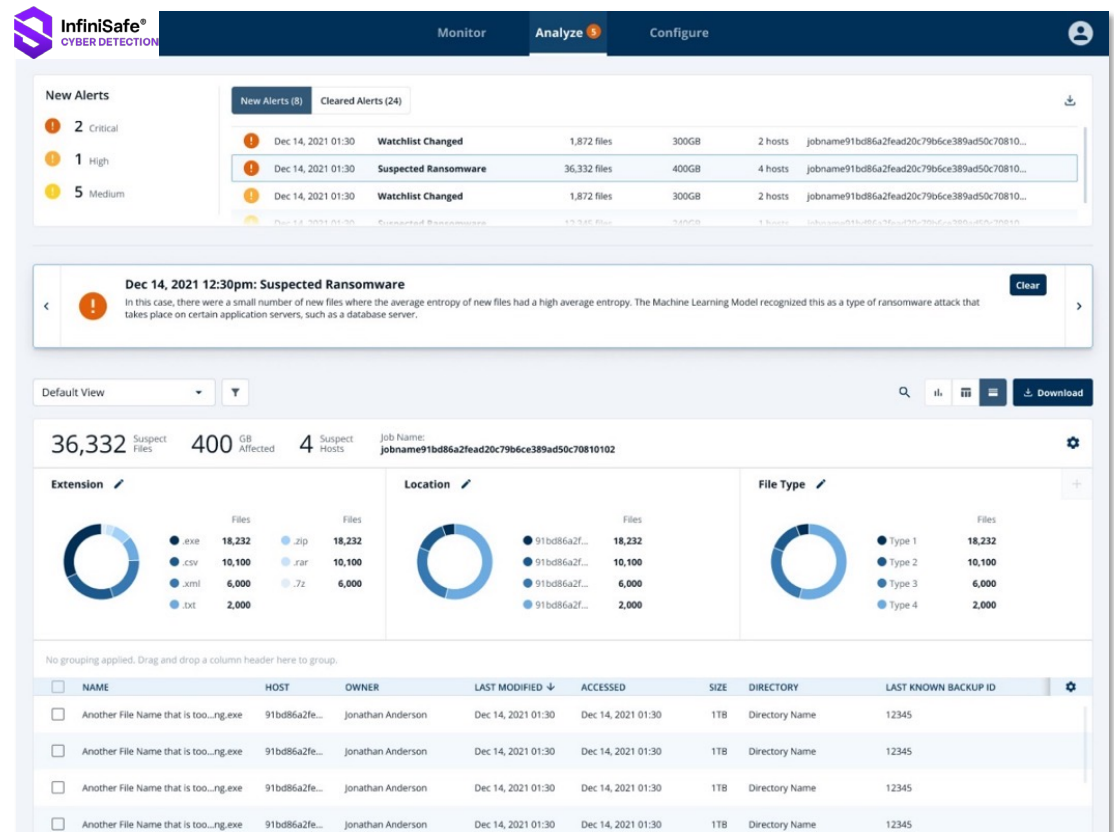 InfiniSafe®
CYBER DETECTION
Monitor Analyze 5 Configure
New Alerts
2 Critical
1 High
5 Medium
New Alerts (8) Cleared Alerts (24)
Dec 14, 2021 01:30 Watchlist Changed 1,872 files 300GB 2 hosts jobname91bd86a2fead20c79b6ce389ad50c70810...
Dec 14, 2021 01:30 Suspected Ransomware 36,332 files 400GB 4 hosts jobname91bd86a2fead20c79b6ce389ad50c70810...
Dec 14, 2021 01:30 Watchlist Changed 1,872 files 300GB 2 hosts jobname91bd86a2fead20c79b6ce389ad50c70810...
Dec 14, 2021 01:30 Suspected Ransomware 12,345 files 240GB 1 hosts jobname91bd86a2fead20c79b6ce389ad50c70810...
Dec 14, 2021 12:30pm: Suspected Ransomware
Clear
In this case, there were a small number of new files where the average entropy of new files had a high average entropy. The Machine Learning Model recognized this as a type of ransomware attack that
takes place on certain application servers, such as a database server.
Default View
Download
36,332 Suspect Files 400 GB Affected 4 Suspect Hosts
Job Name:
jobname91bd86a2fead20c79b6ce389ad50c70810102
Extension
Files Files
.exe 18,232 .zip 18,232
.csv 10,100 .rar 10,100
.xml 6,000 .7z 6,000
.txt 2,000
Location
Files
91bd86a2f... 18,232
91bd86a2f... 10,100
91bd86a2f... 6,000
91bd86a2f... 2,000
File Type
Files
Type 1 18,232
Type 2 10,100
Type 3 6,000
Type 4 2,000
No grouping applied. Drag and drop a column header here to group.
NAME HOST OWNER LAST MODIFIED ACCESSED SIZE DIRECTORY LAST KNOWN BACKUP ID
Another File Name that is too...ng.exe 91bd86a2fe... Jonathan Anderson Dec 14, 2021 01:30 Dec 14, 2021 01:30 1TB Directory Name 12345
Another File Name that is too...ng.exe 91bd86a2fe... Jonathan Anderson Dec 14, 2021 01:30 Dec 14, 2021 01:30 1TB Directory Name 12345
Another File Name that is too...ng.exe 91bd86a2fe... Jonathan Anderson Dec 14, 2021 01:30 Dec 14, 2021 01:30 1TB Directory Name 12345
Another File Name that is too...ng.exe 91bd86a2fe... Jonathan Anderson Dec 14, 2021 01:30 Dec 14, 2021 01:30 1TB Directory Name 12345